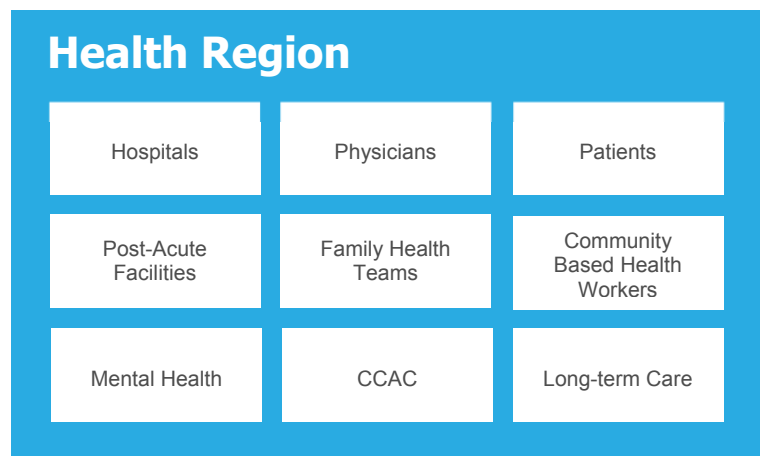 Health Region
Hospitals
Physicians
Patients
Post-Acute
Facilities
Family Health
Teams
Community
Based Health
Workers
Mental Health
CCAC
Long-term Care